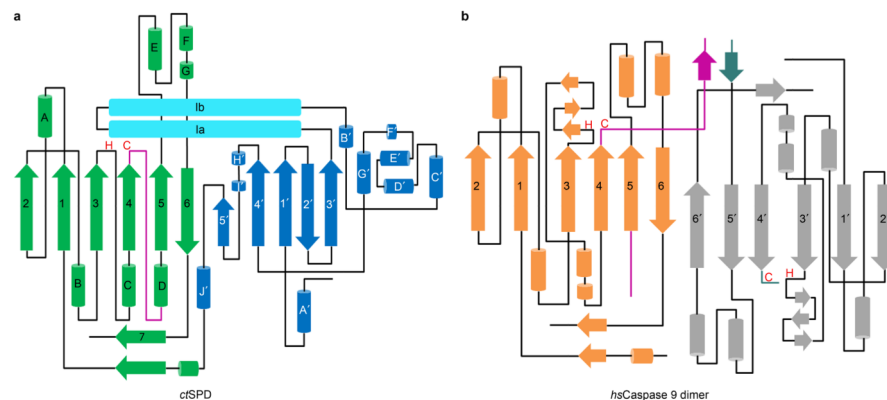 a
E
F
G
Ib
Ia
A
B′
F′
E′
D′
C′
G′
H′
I′
H C
2 1 3 4 5 6
5′ 4′ 1′ 2′ 3′
B C D
J′
A′
7
ctSPD
b
H C
2 1 3 4 5 6
6′ 5′ 4′ 3′ 1′ 2′
C H
hsCaspase 9 dimer